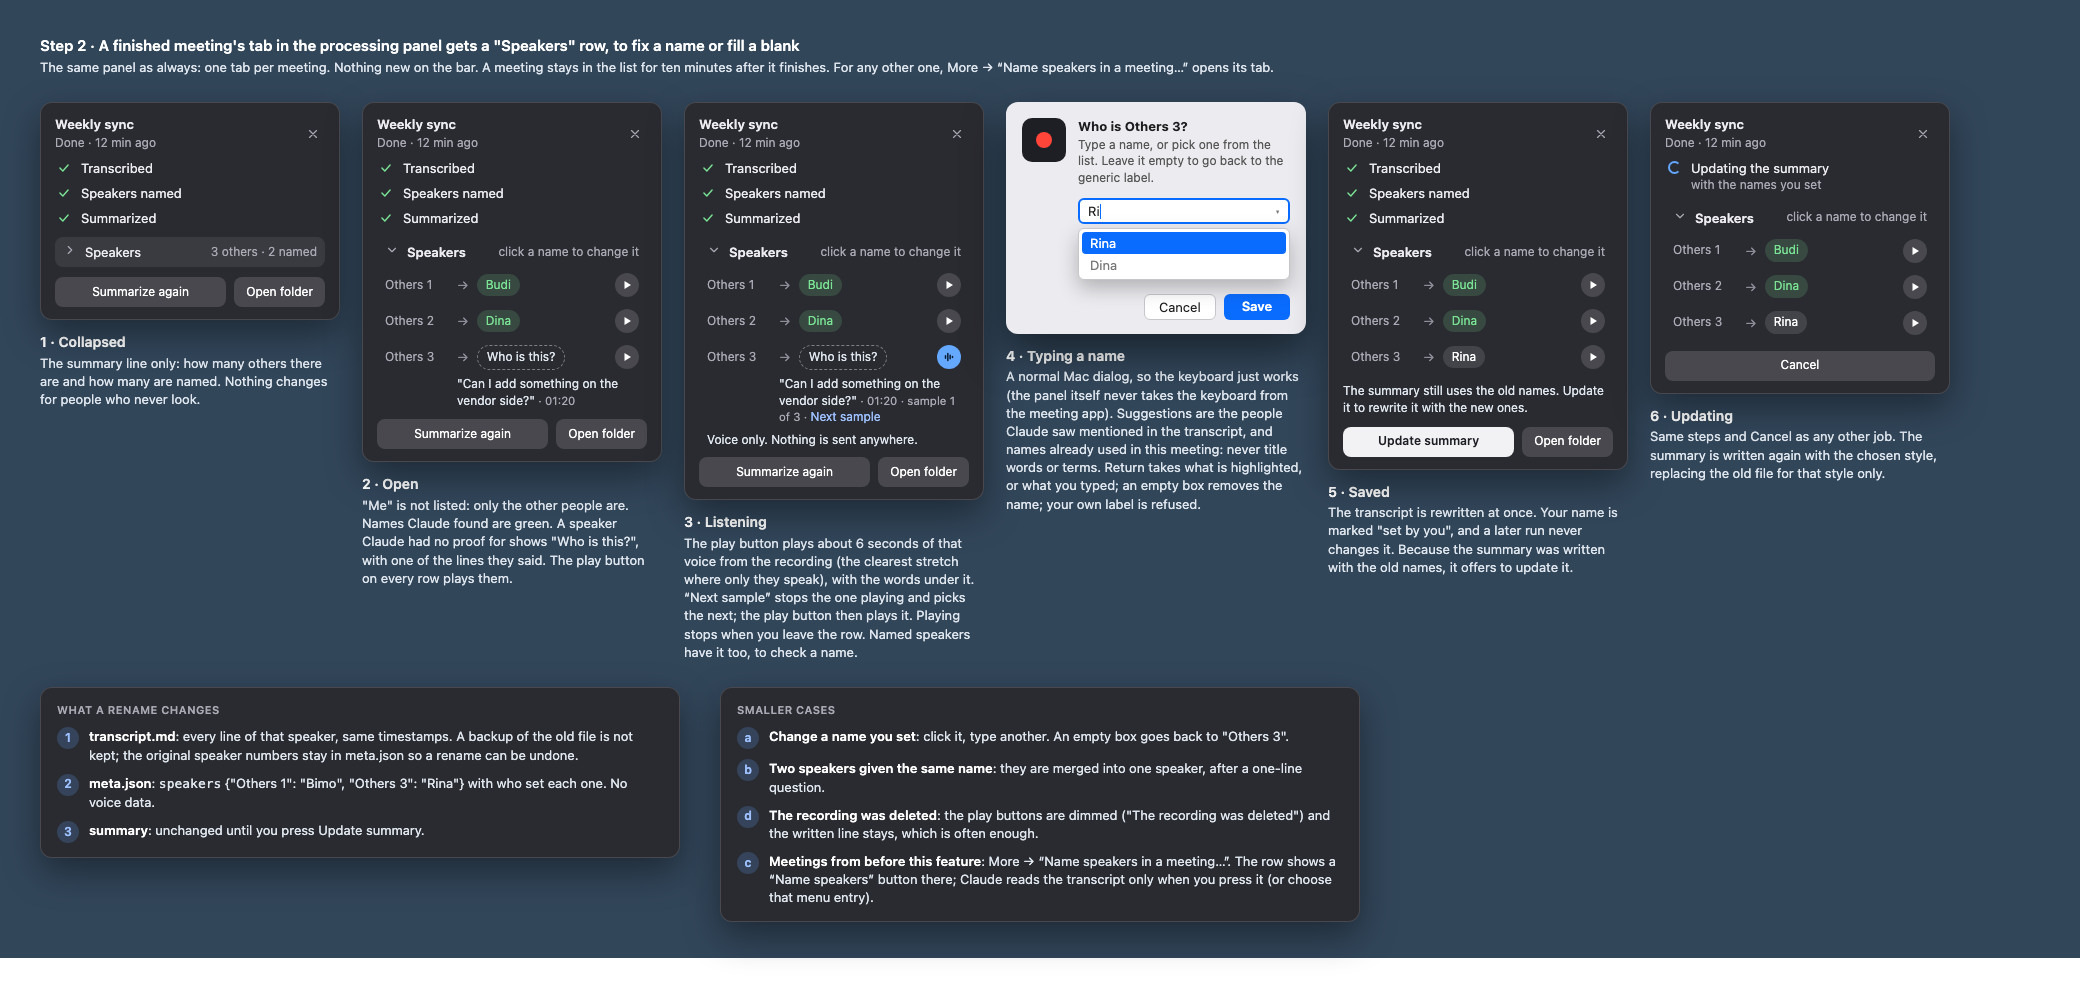 Step 2 · A finished meeting's tab in the processing panel gets a "Speakers" row, to fix a name or fill a blank
The same panel as always: one tab per meeting. Nothing new on the bar. A meeting stays in the list for ten minutes after it finishes. For any other one, More → “Name speakers in a meeting…” opens its tab.
Weekly sync
Done · 12 min ago
Transcribed
Speakers named
Summarized
Speakers
3 others · 2 named
Summarize again
Open folder
1 · Collapsed
The summary line only: how many others there
are and how many are named. Nothing changes
for people who never look.
Weekly sync
Done · 12 min ago
Transcribed
Speakers named
Summarized
Speakers
click a name to change it
Others 1 → Budi
Others 2 → Dina
Others 3 → Who is this?
"Can I add something on the
vendor side?" · 01:20
Summarize again
Open folder
2 · Open
"Me" is not listed: only the other people are.
Names Claude found are green. A speaker
Claude had no proof for shows "Who is this?",
with one of the lines they said. The play button
on every row plays them.
Weekly sync
Done · 12 min ago
Transcribed
Speakers named
Summarized
Speakers
click a name to change it
Others 1 → Budi
Others 2 → Dina
Others 3 → Who is this?
"Can I add something on the
vendor side?" · 01:20 · sample 1
of 3 · Next sample
Voice only. Nothing is sent anywhere.
Summarize again
Open folder
3 · Listening
The play button plays about 6 seconds of that
voice from the recording (the clearest stretch
where only they speak), with the words under it.
“Next sample” stops the one playing and picks
the next; the play button then plays it. Playing
stops when you leave the row. Named speakers
have it too, to check a name.
Who is Others 3?
Type a name, or pick one from the
list. Leave it empty to go back to the
generic label.
Ri
Rina
Dina
Cancel
Save
4 · Typing a name
A normal Mac dialog, so the keyboard just works
(the panel itself never takes the keyboard from
the meeting app). Suggestions are the people
Claude saw mentioned in the transcript, and
names already used in this meeting: never title
words or terms. Return takes what is highlighted,
or what you typed; an empty box removes the
name; your own label is refused.
Weekly sync
Done · 12 min ago
Transcribed
Speakers named
Summarized
Speakers
click a name to change it
Others 1 → Budi
Others 2 → Dina
Others 3 → Rina
The summary still uses the old names. Update
it to rewrite it with the new ones.
Update summary
Open folder
5 · Saved
The transcript is rewritten at once. Your name is
marked "set by you", and a later run never
changes it. Because the summary was written
with the old names, it offers to update it.
Weekly sync
Done · 12 min ago
Updating the summary
with the names you set
Speakers
click a name to change it
Others 1 → Budi
Others 2 → Dina
Others 3 → Rina
Cancel
6 · Updating
Same steps and Cancel as any other job. The
summary is written again with the chosen style,
replacing the old file for that style only.
WHAT A RENAME CHANGES
1 transcript.md: every line of that speaker, same timestamps. A backup of the old file is not
kept; the original speaker numbers stay in meta.json so a rename can be undone.
2 meta.json: speakers {"Others 1": "Bimo", "Others 3": "Rina"} with who set each one. No
voice data.
3 summary: unchanged until you press Update summary.
SMALLER CASES
a Change a name you set: click it, type another. An empty box goes back to "Others 3".
b Two speakers given the same name: they are merged into one speaker, after a one-line
question.
d The recording was deleted: the play buttons are dimmed ("The recording was deleted") and
the written line stays, which is often enough.
c Meetings from before this feature: More → “Name speakers in a meeting…”. The row shows a
“Name speakers” button there; Claude reads the transcript only when you press it (or choose
that menu entry).